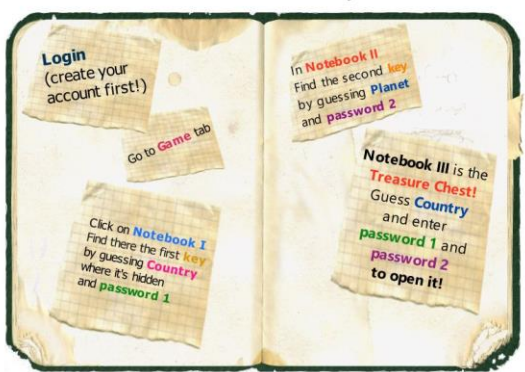 Login
(create your
account first!)
Go to Game tab
Click on Notebook I
Find there the first key
by guessing Country
where it's hidden
and password 1
In Notebook II
Find the second key
by guessing Planet
and password 2
Notebook III is the
Treasure Chest!
Guess Country
and enter
password 1 and
password 2
to open it!